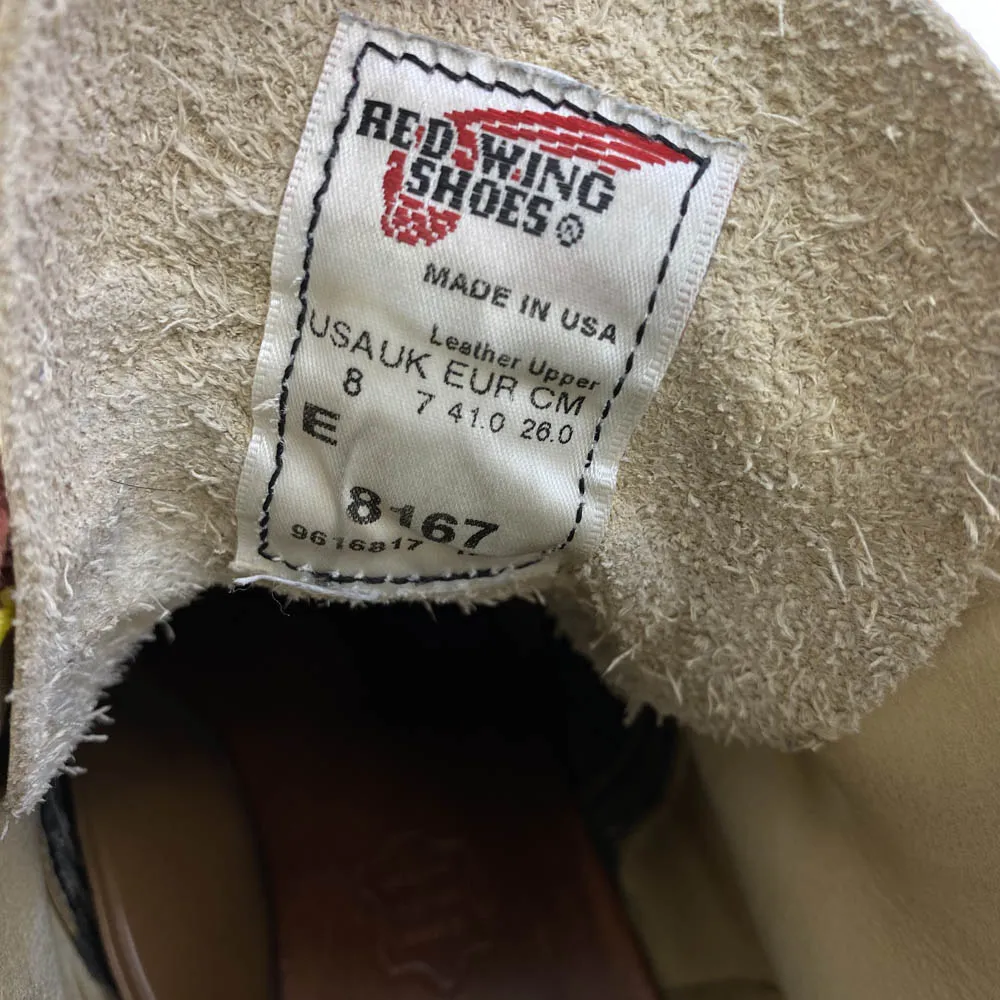 RED WING
SHOES®
MADE IN USA
Leather Upper
USA UK EUR CM
8 7 41.0 26.0
E
8167
9616817